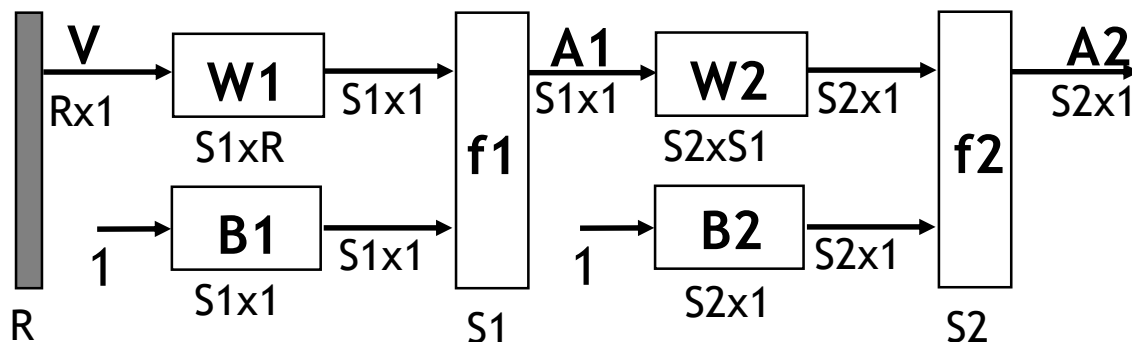 V
W1
A1
W2
A2
Rx1
S1x1
S1x1
S2x1
S2x1
S1xR
f1
S2xS1
f2
1
B1
S1x1
1
B2
S2x1
S1x1
S2x1
R
S1
S2